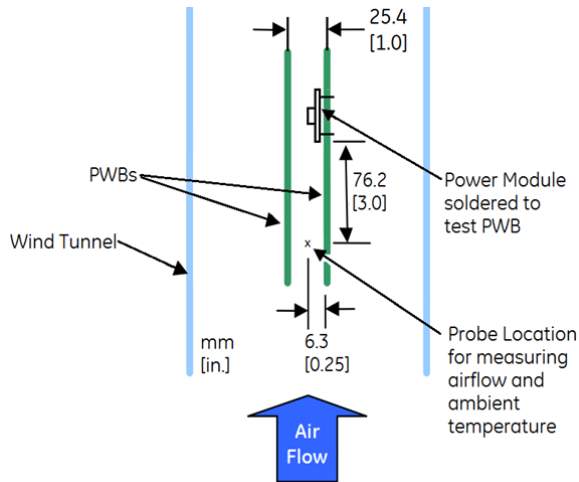 25.4
[1.0]
PWBs
76.2
[3.0]
Power Module
soldered to
test PWB
Wind Tunnel
x
mm
[in.]
6.3
[0.25]
Probe Location
for measuring
airflow and
ambient
temperature
Air
Flow